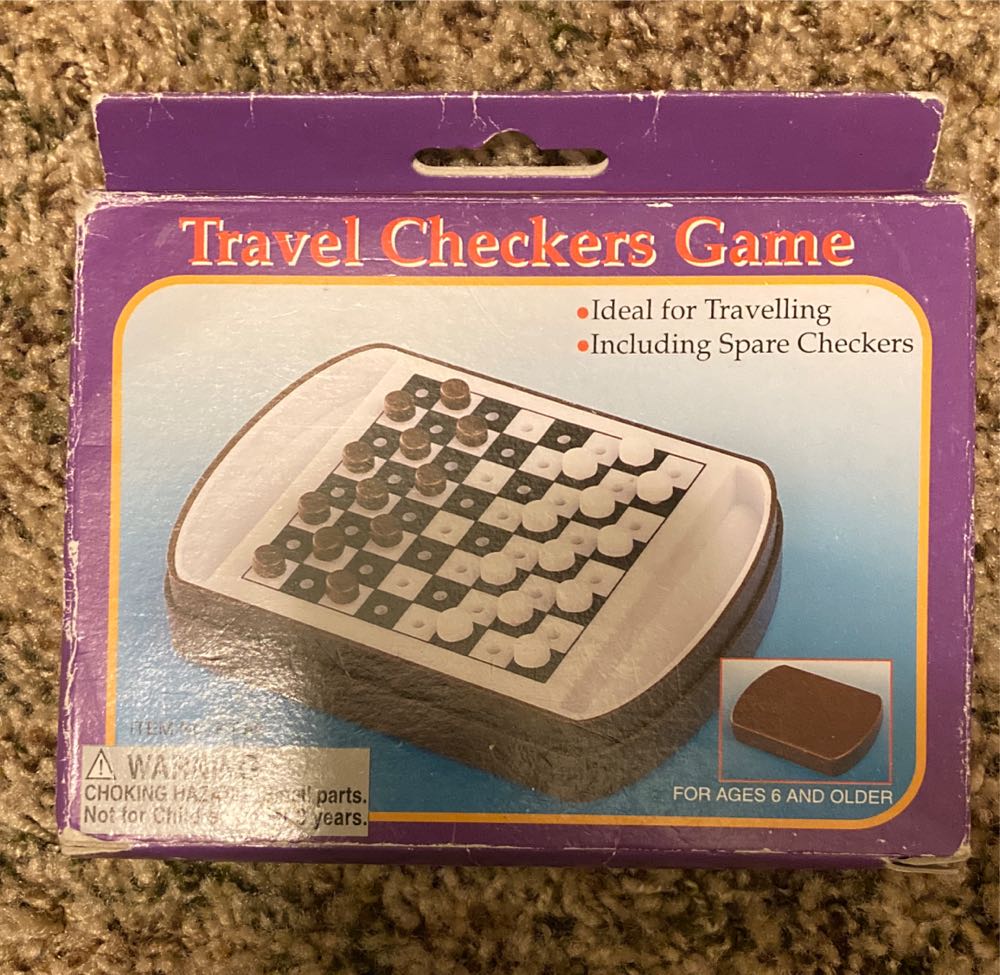 Travel Checkers Game
•Ideal for Travelling
•Including Spare Checkers
ITEM
WARNING
CHOKING parts.
Not for years.
FOR AGES 6 AND OLDER